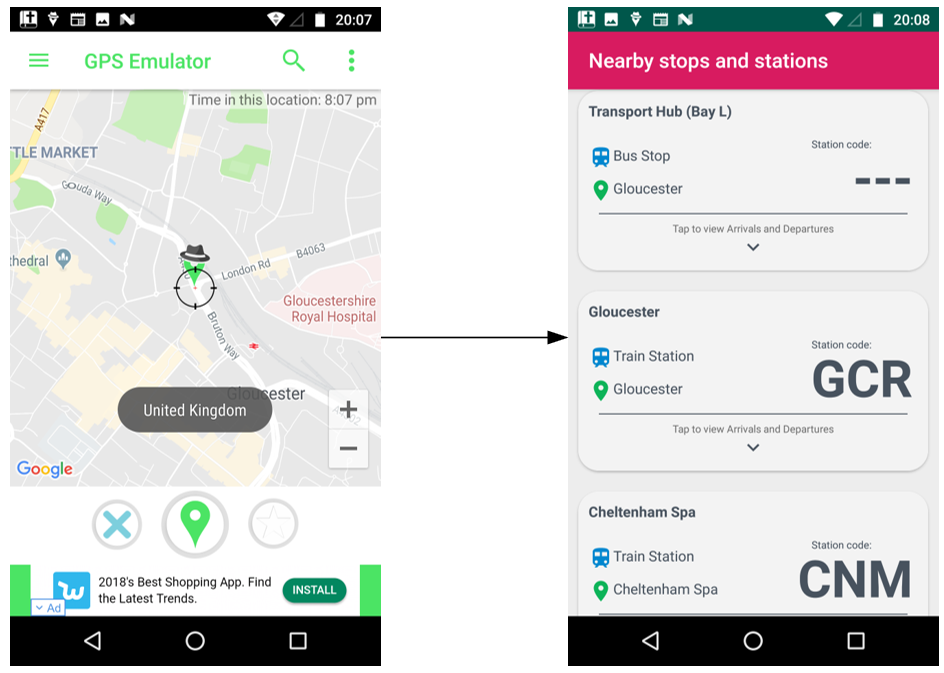 20:07
GPS Emulator
Time in this location: 8:07 pm
A417
TLE MARKET
Gouda Way
thedral
London Rd
B4063
Gloucestershire
Royal Hospital
Bruton Way
Gloucester
United Kingdom
+
−
Google
2018's Best Shopping App. Find
the Latest Trends.
INSTALL
Ad
20:08
Nearby stops and stations
Transport Hub (Bay L)
Station code:
Bus Stop
---
Gloucester
Tap to view Arrivals and Departures
Gloucester
Station code:
Train Station
GCR
Gloucester
Tap to view Arrivals and Departures
Cheltenham Spa
Station code:
Train Station
CNM
Cheltenham Spa